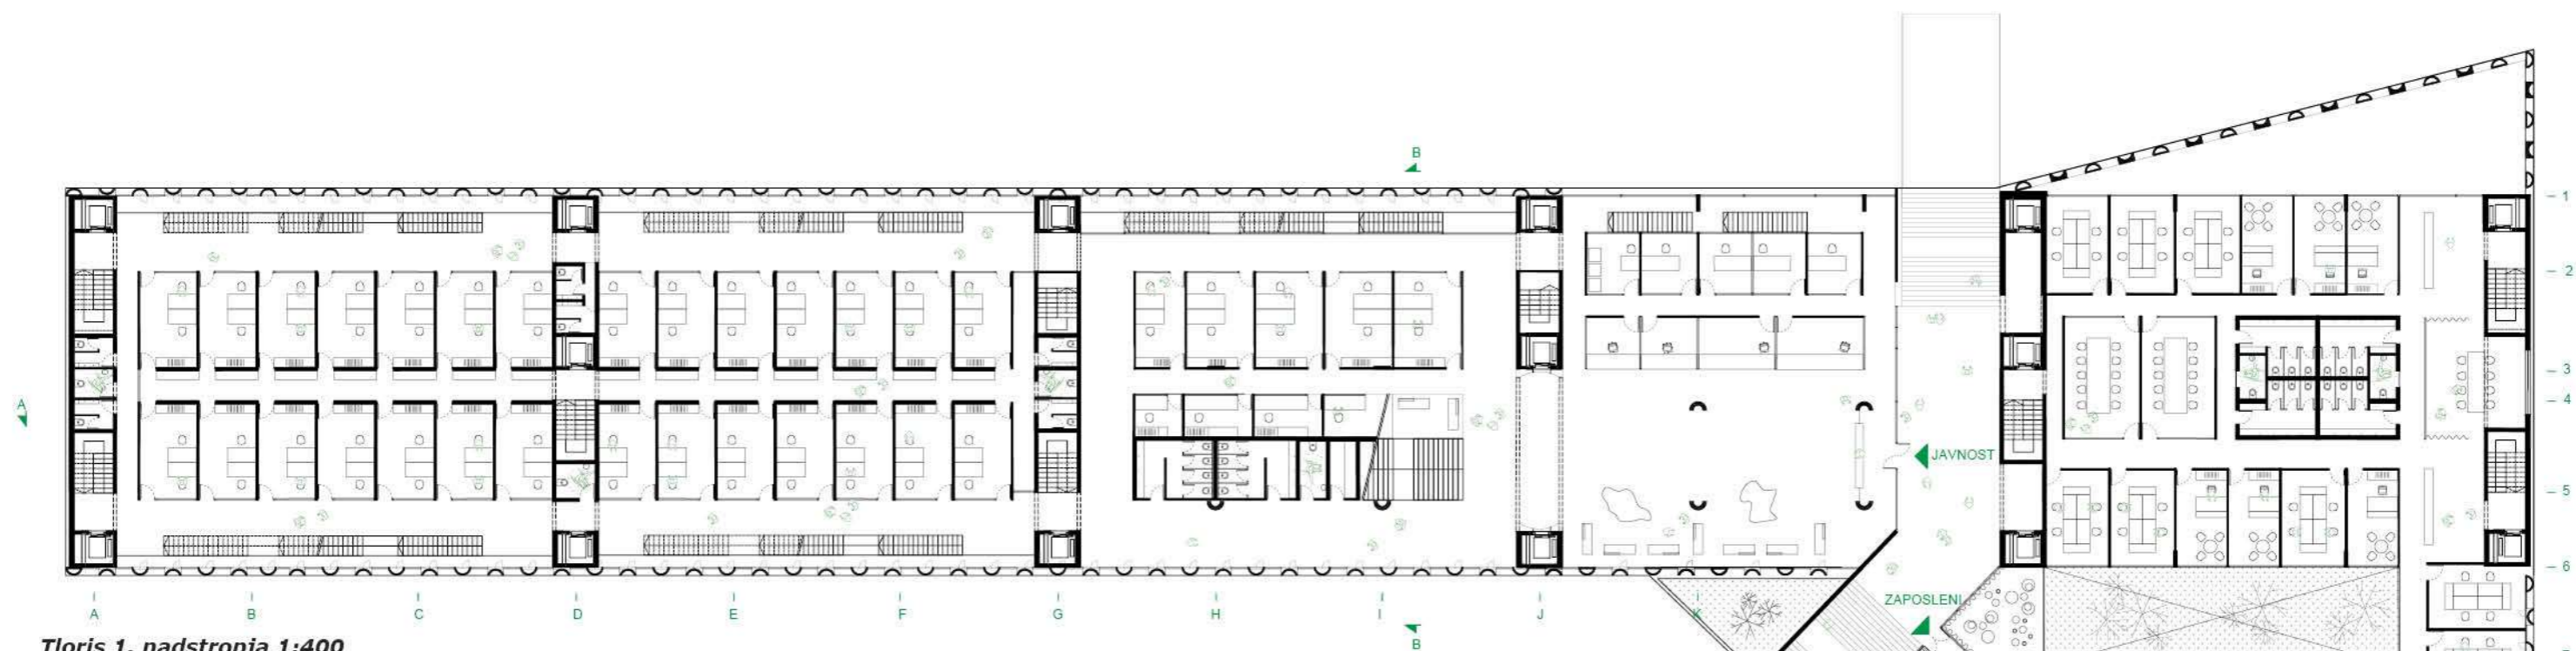 B
1
2
3
4
A
JAVNOST
5
6
ZAPOSLENI
A B C D E F G H I J K
B
Tloris 1. nadstropja 1:400